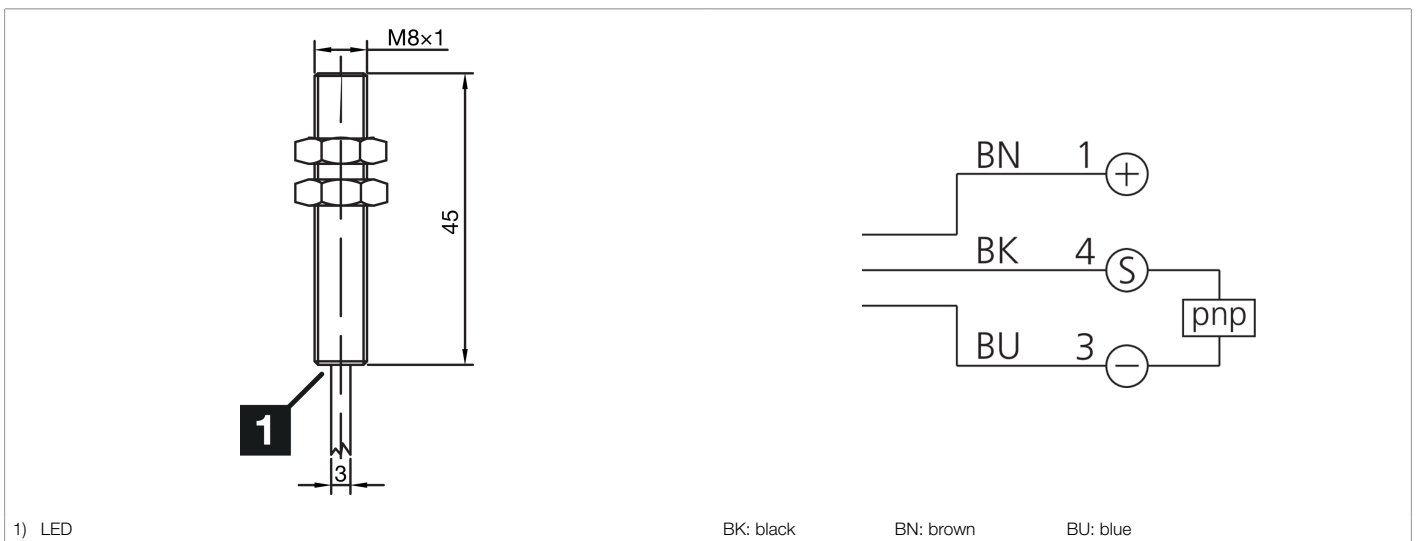 M8×1
45
1
3
BN 1
+
BK 4
S
pnp
BU 3
−
1) LED
BK: black BN: brown BU: blue